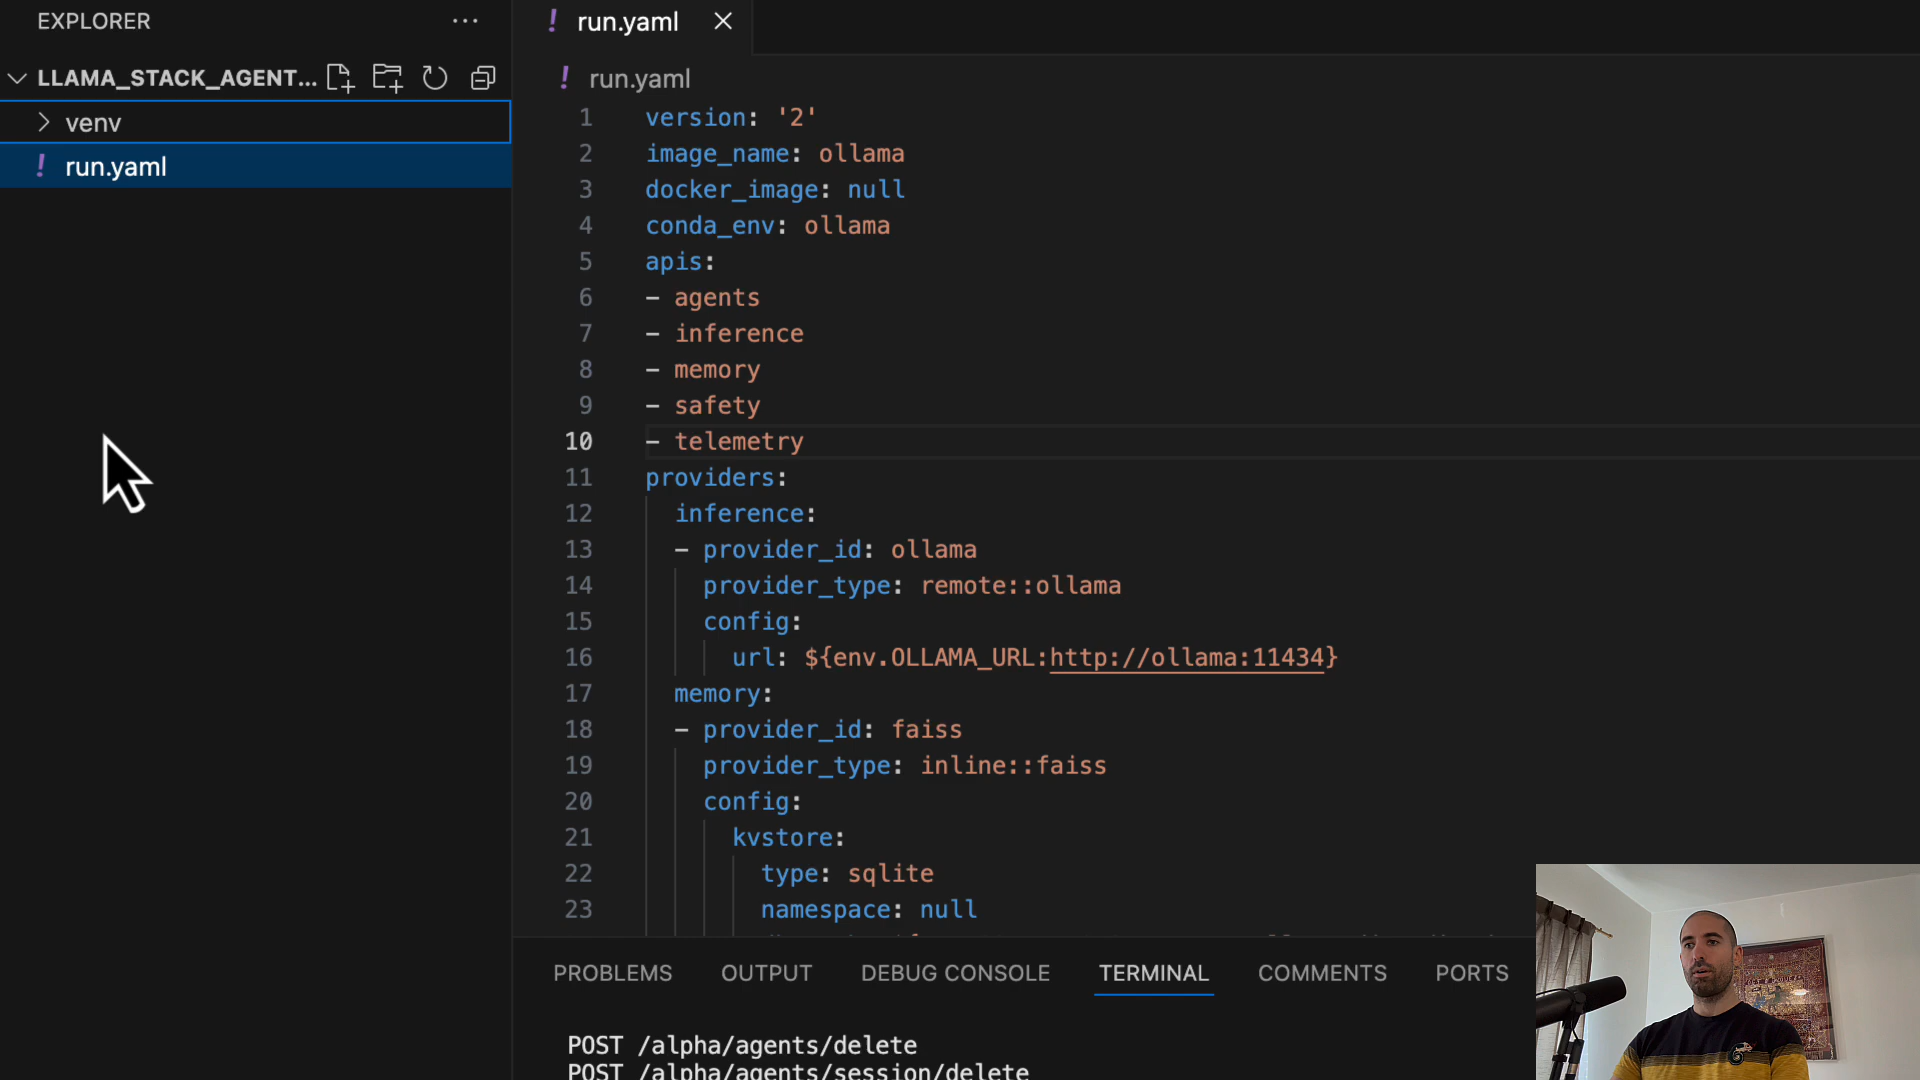 EXPLORER
LLAMA_STACK_AGENT...
venv
! run.yaml
! run.yaml
! run.yaml
1 version: '2'
2 image_name: ollama
3 docker_image: null
4 conda_env: ollama
5 apis:
6 - agents
7 - inference
8 - memory
9 - safety
10 - telemetry
11 providers:
12 inference:
13 - provider_id: ollama
14 provider_type: remote::ollama
15 config:
16 url: ${env.OLLAMA_URL:http://ollama:11434}
17 memory:
18 - provider_id: faiss
19 provider_type: inline::faiss
20 config:
21 kvstore:
22 type: sqlite
23 namespace: null
PROBLEMS OUTPUT DEBUG CONSOLE TERMINAL COMMENTS PORTS
POST /alpha/agents/delete
POST /alpha/agents/session/delete